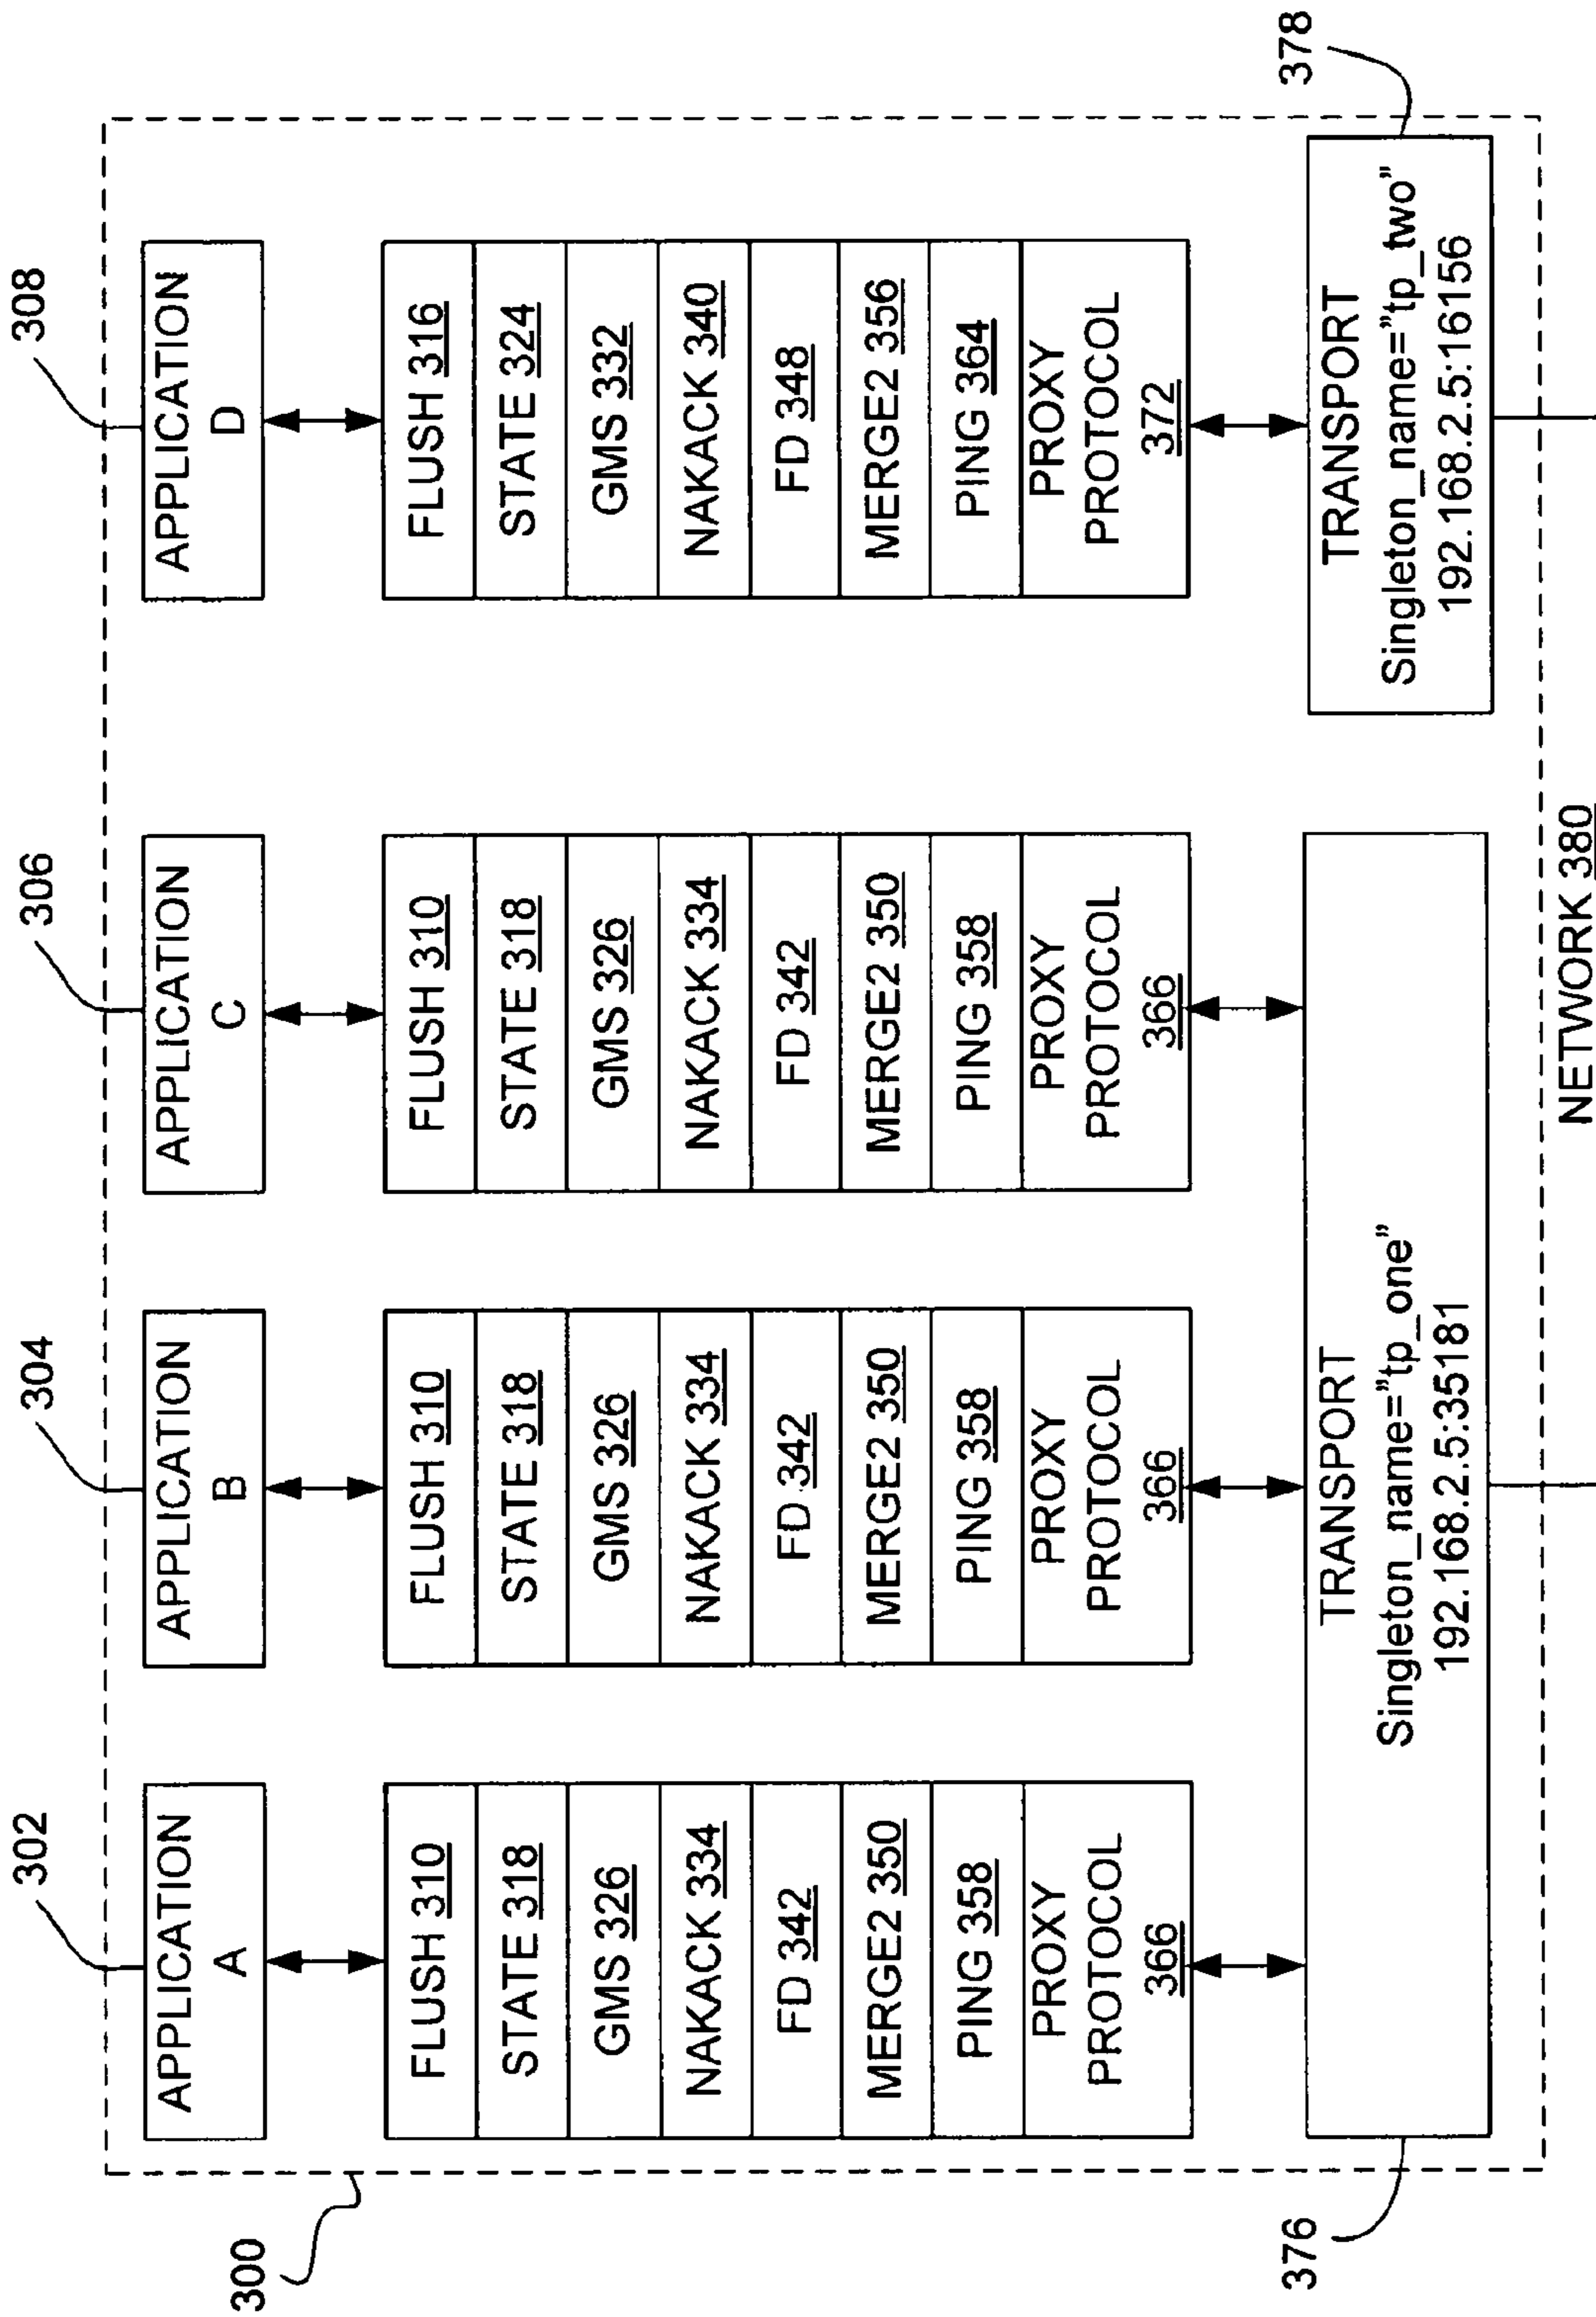 302
304
306
308
APPLICATION
A
APPLICATION
B
APPLICATION
C
APPLICATION
D
FLUSH 310
STATE 318
GMS 326
NAKACK 334
FD 342
MERGE2 350
PING 358
PROXY
PROTOCOL
366
FLUSH 310
STATE 318
GMS 326
NAKACK 334
FD 342
MERGE2 350
PING 358
PROXY
PROTOCOL
366
FLUSH 310
STATE 318
GMS 326
NAKACK 334
FD 342
MERGE2 350
PING 358
PROXY
PROTOCOL
366
FLUSH 316
STATE 324
GMS 332
NAKACK 340
FD 348
MERGE2 356
PING 364
PROXY
PROTOCOL
372
300
TRANSPORT
Singleton_name=”tp_one”
192.168.2.5:35181
TRANSPORT
Singleton_name=”tp_two”
192.168.2.5:16156
376
378
NETWORK 380